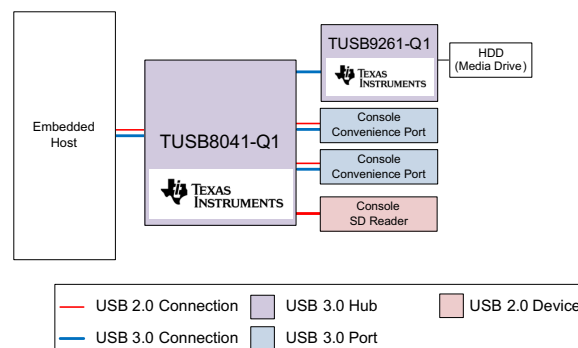 TUSB9261-Q1
TEXAS
INSTRUMENTS
HDD
(Media Drive)
Embedded
Host
TUSB8041-Q1
TEXAS
INSTRUMENTS
Console
Convenience Port
Console
Convenience Port
Console
SD Reader
USB 2.0 Connection
USB 3.0 Hub
USB 2.0 Device
USB 3.0 Connection
USB 3.0 Port